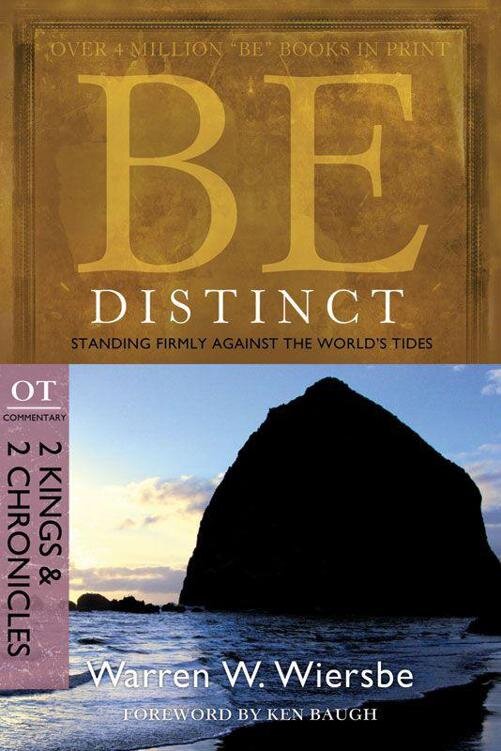 OVER 4 MILLION "BE" BOOKS IN PRINT
BE
DISTINCT
STANDING FIRMLY AGAINST THE WORLD'S TIDES
OT
COMMENTARY
2 KINGS &
2 CHRONICLES
Warren W. Wiersbe
FOREWORD BY KEN BAUGH